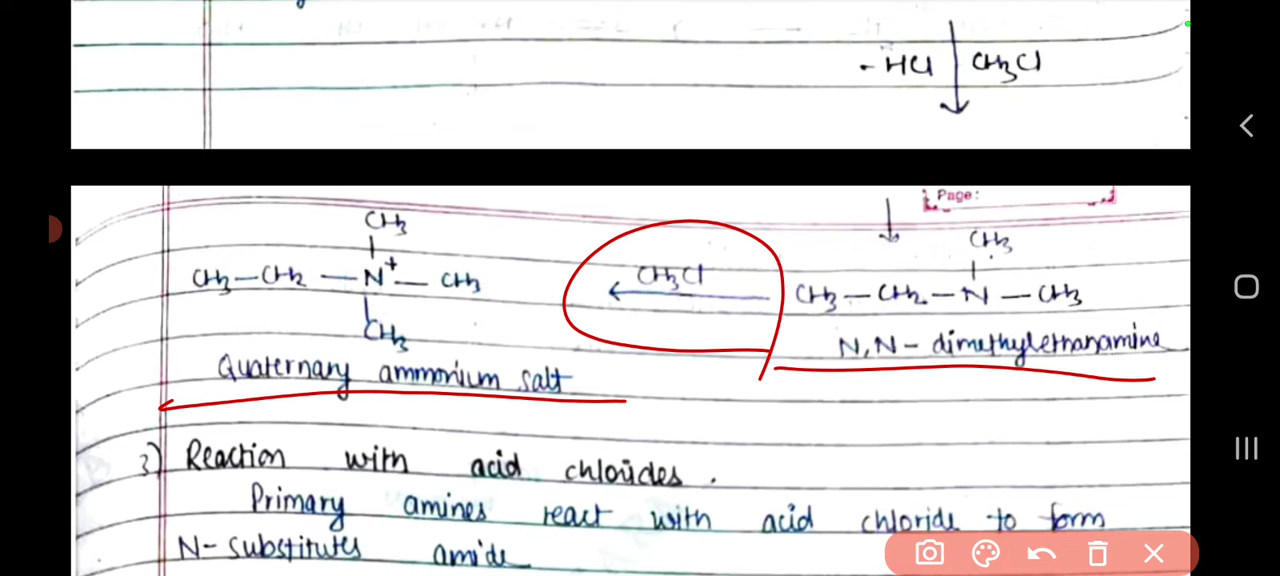 - HCl CH3Cl
Page:
CH3
CH3
CH3Cl
CH3 — CH2 — N+ — CH3
CH3 — CH2 — N — CH3
CH3
N,N - dimethylethanamine
Quaternary ammonium salt
3) Reaction with acid chlorides.
Primary amines react with acid chloride to form
N- substitutes amide